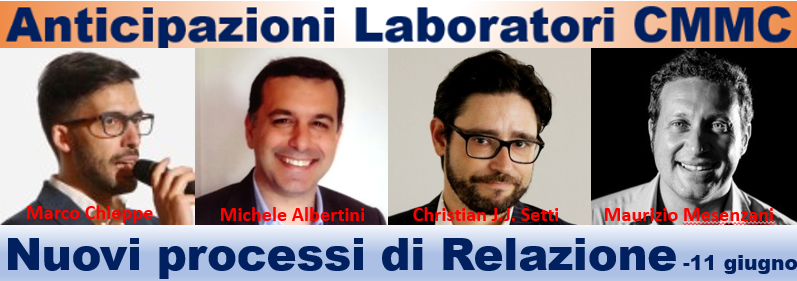 Anticipazioni Laboratori CMMC
Marco Chieppe Michele Albertini Christian J.J. Setti Maurizio Mesenzani
Nuovi processi di Relazione -11 giugno